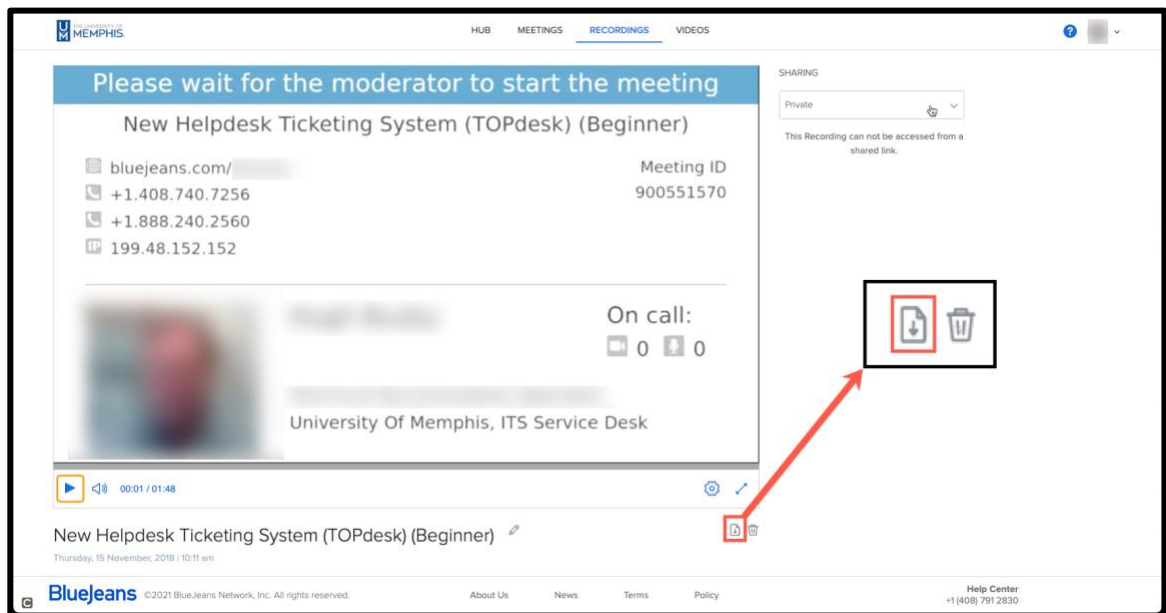 THE UNIVERSITY OF
MEMPHIS.
HUB MEETINGS RECORDINGS VIDEOS
?
Please wait for the moderator to start the meeting
New Helpdesk Ticketing System (TOPdesk) (Beginner)
bluejeans.com/
+1.408.740.7256
+1.888.240.2560
IP 199.48.152.152
Meeting ID
900551570
On call:
0 0
University Of Memphis, ITS Service Desk
00:01 / 01:48
New Helpdesk Ticketing System (TOPdesk) (Beginner)
Thursday, 15 November, 2018 | 10:11 am
SHARING
Private
This Recording can not be accessed from a
shared link.
BlueJeans ©2021 BlueJeans Network, Inc. All rights reserved. About Us News Terms Policy
Help Center
+1 (408) 791 2830